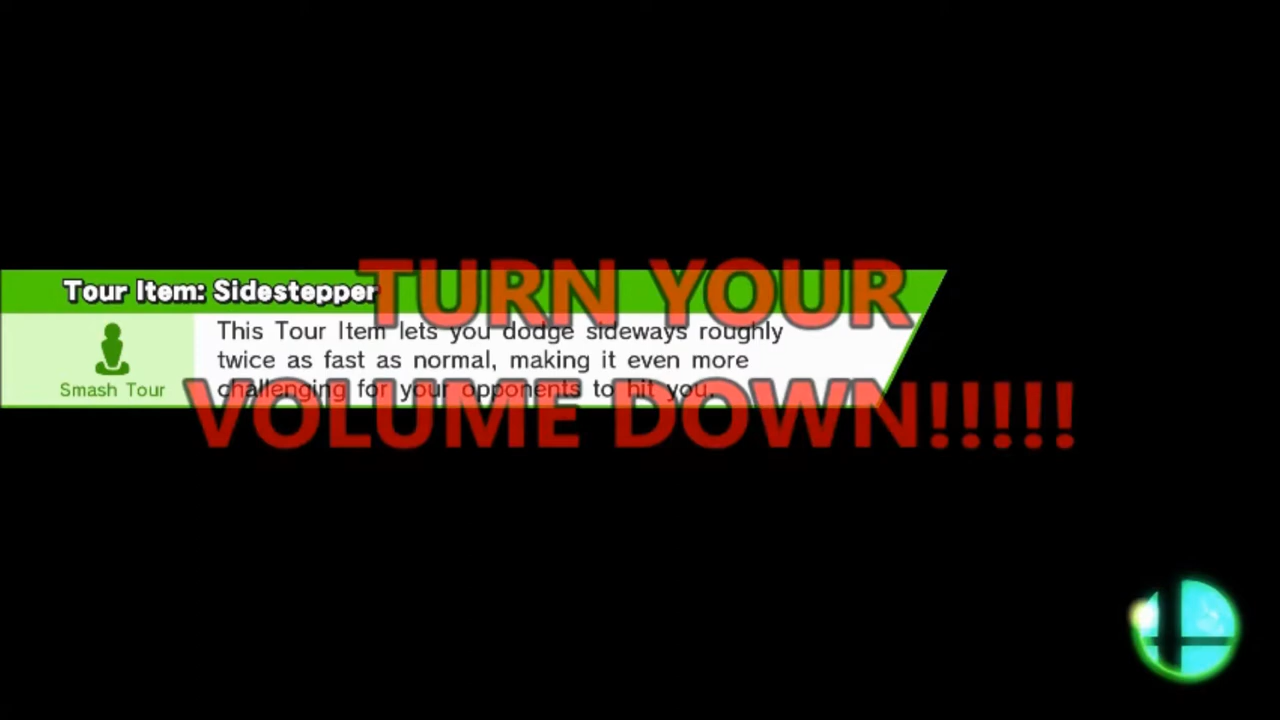 Tour Item: Sidestepper
TURN YOUR
This Tour Item lets you dodge sideways roughly
twice as fast as normal, making it even more
challenging for your opponents to hit you.
Smash Tour
VOLUME DOWN!!!!!